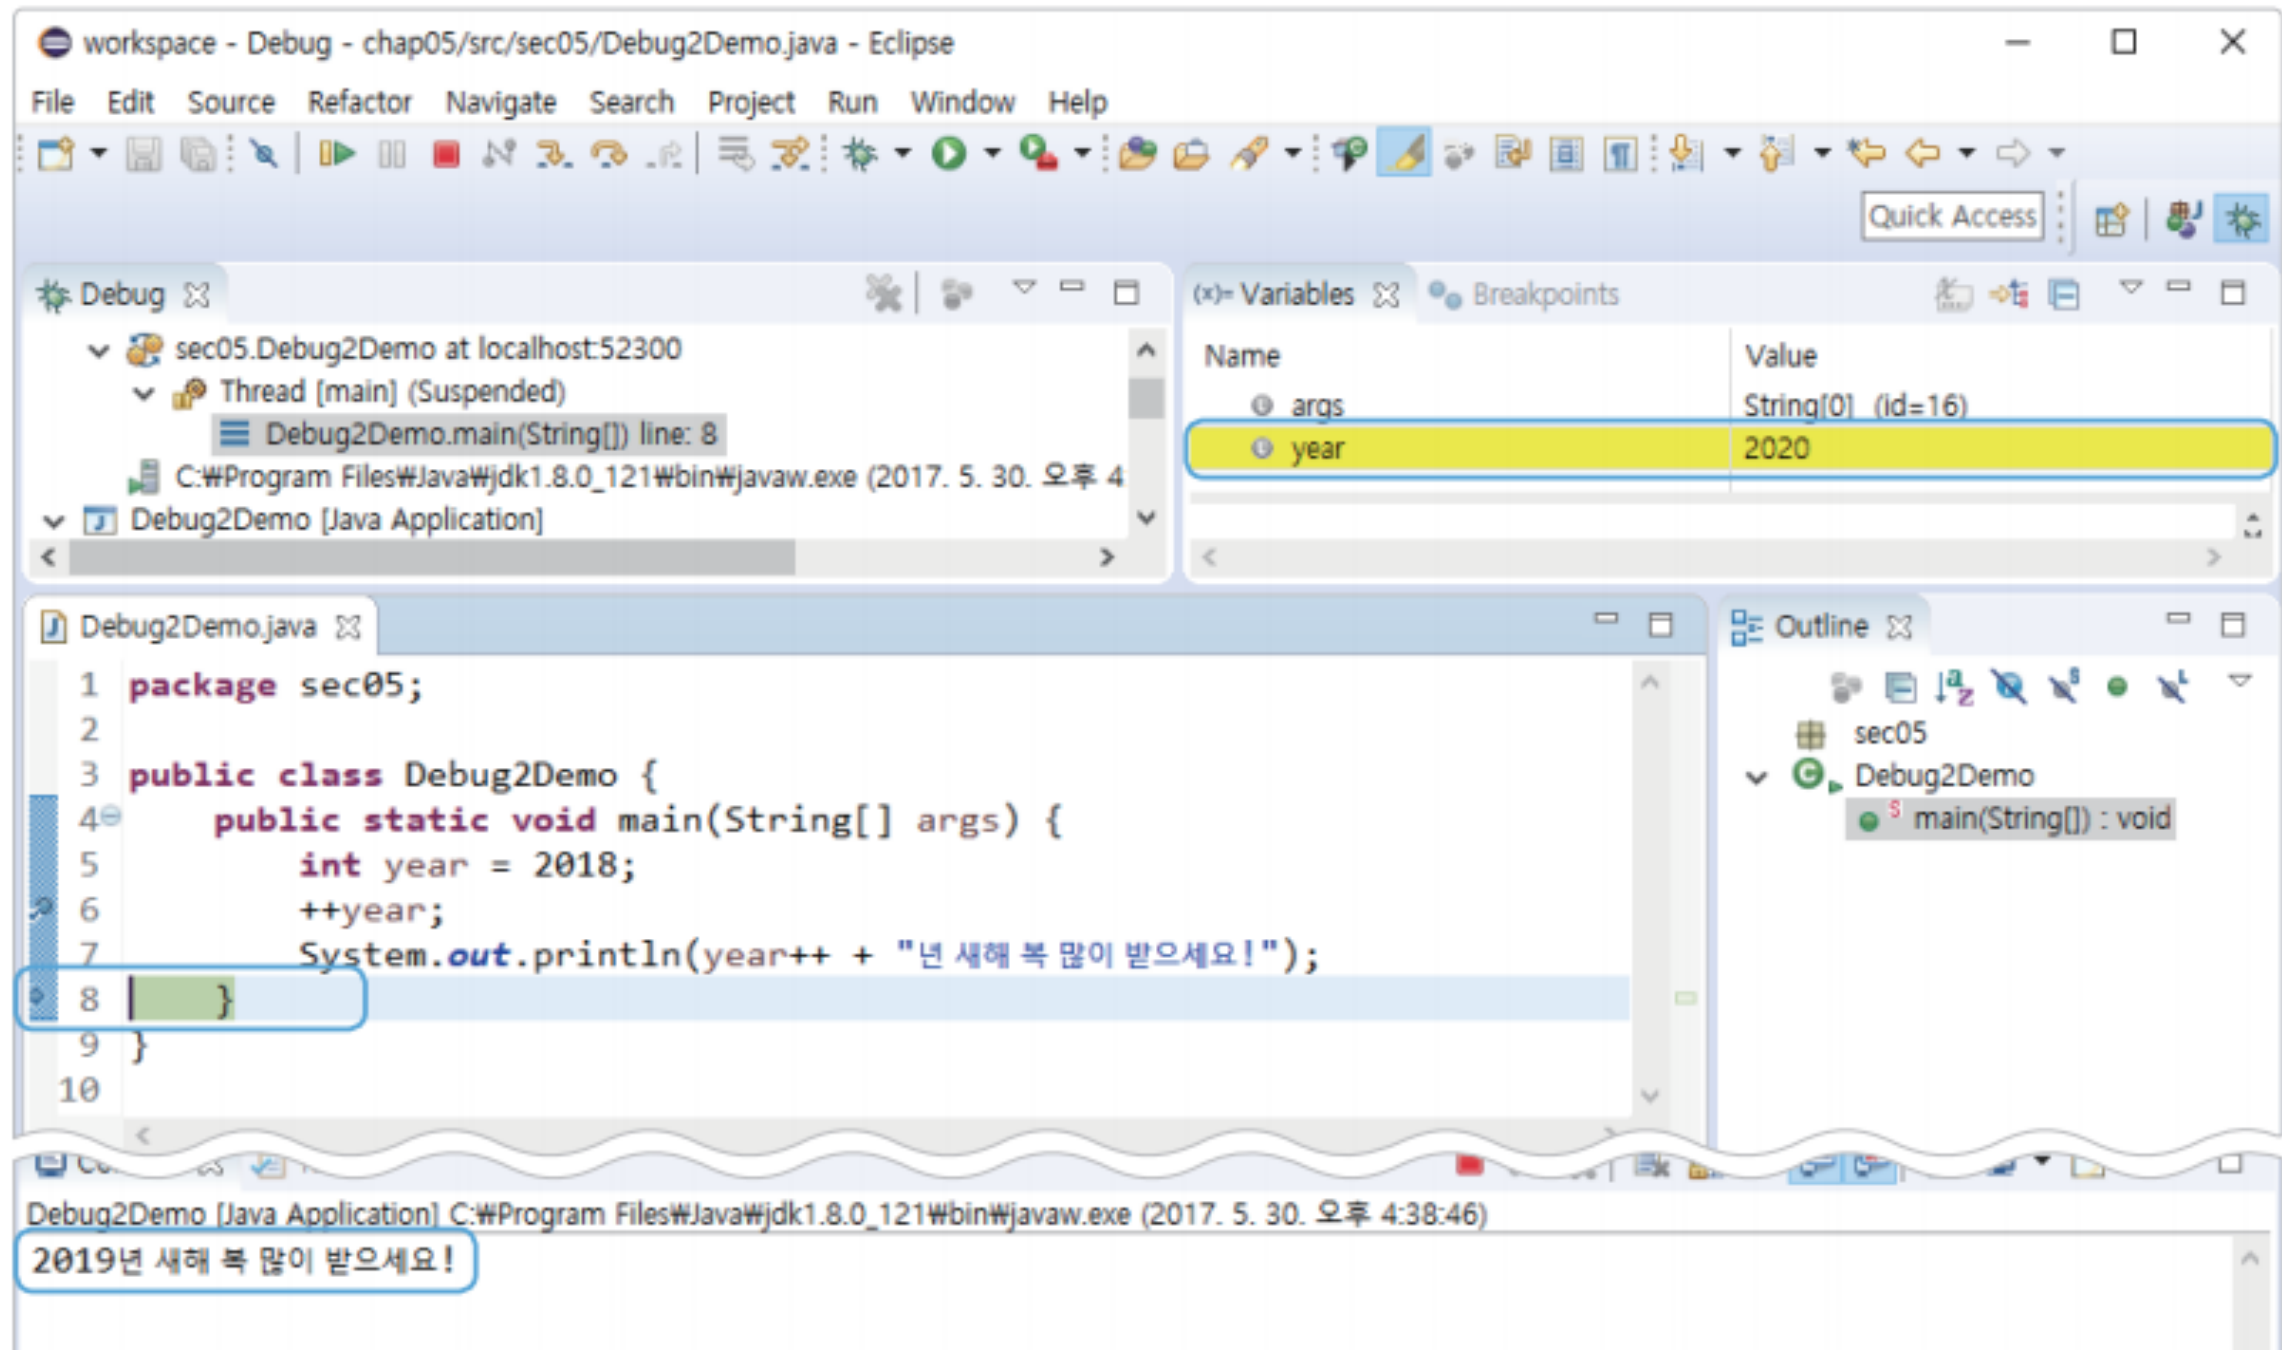 workspace - Debug - chap05/src/sec05/Debug2Demo.java - Eclipse
File Edit Source Refactor Navigate Search Project Run Window Help
Quick Access
Debug
sec05.Debug2Demo at localhost:52300
Thread [main] (Suspended)
Debug2Demo.main(String[]) line: 8
C:₩Program Files₩Java₩jdk1.8.0_121₩bin₩javaw.exe (2017. 5. 30. 오후 4:
Debug2Demo [Java Application]
(x)= Variables Breakpoints
Name Value
args String[0] (id=16)
year 2020
Debug2Demo.java
1 package sec05;
2
3 public class Debug2Demo {
4 public static void main(String[] args) {
5 int year = 2018;
6 ++year;
7 System.out.println(year++ + "년 새해 복 많이 받으세요!");
8 }
9 }
10
Outline
sec05
Debug2Demo
main(String[]) : void
Debug2Demo [Java Application] C:₩Program Files₩Java₩jdk1.8.0_121₩bin₩javaw.exe (2017. 5. 30. 오후 4:38:46)
2019년 새해 복 많이 받으세요!